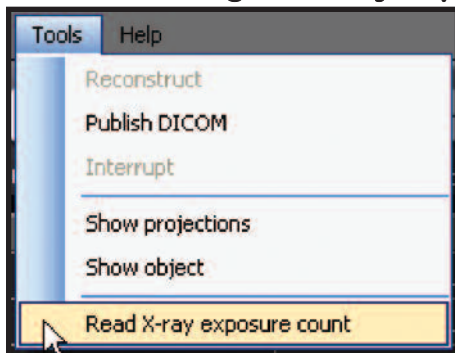 Tools Help
Reconstruct
Publish DICOM
Interrupt
Show projections
Show object
Read X-ray exposure count